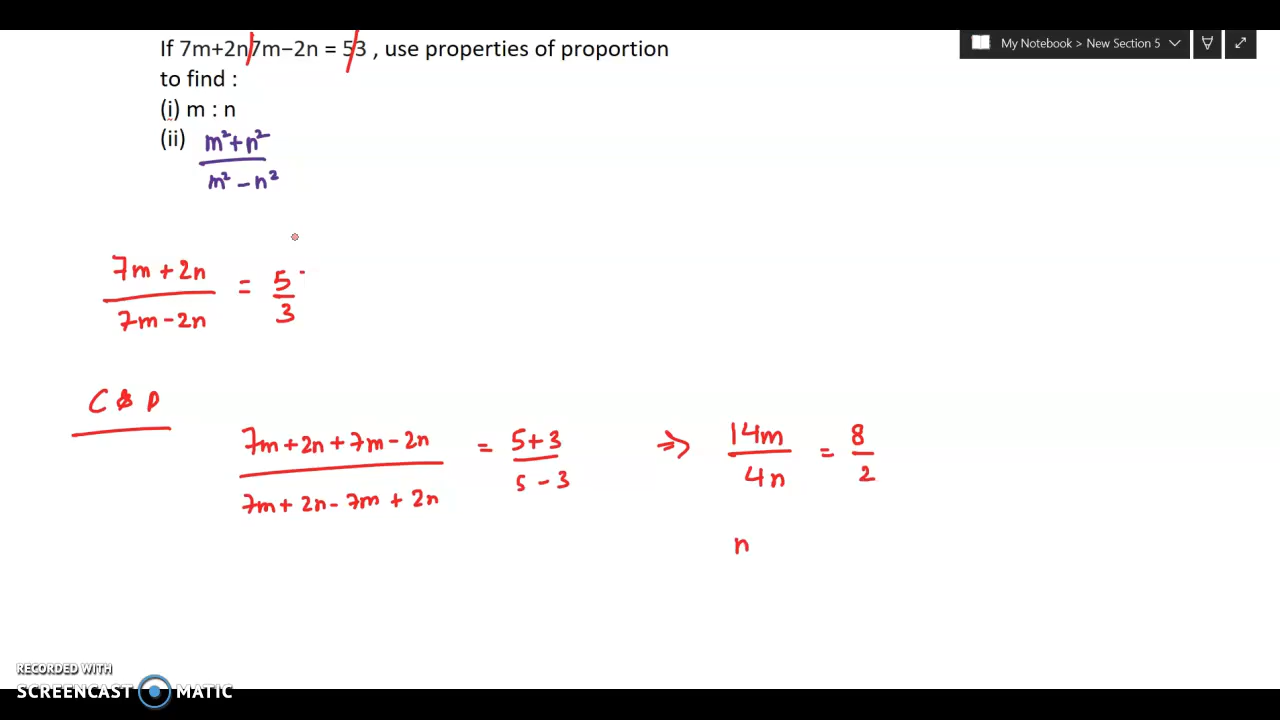 If 7m+2n/7m−2n = 5/3 , use properties of proportion
to find :
(i) m : n
(ii) m²+n² / m² − n²
My Notebook > New Section 5
7m + 2n / 7m - 2n = 5 / 3
C & D
7m + 2n + 7m - 2n / 7m + 2n - 7m + 2n = 5+3 / 5 - 3 ⇒ 14m / 4n = 8 / 2
n
RECORDED WITH
SCREENCAST MATIC